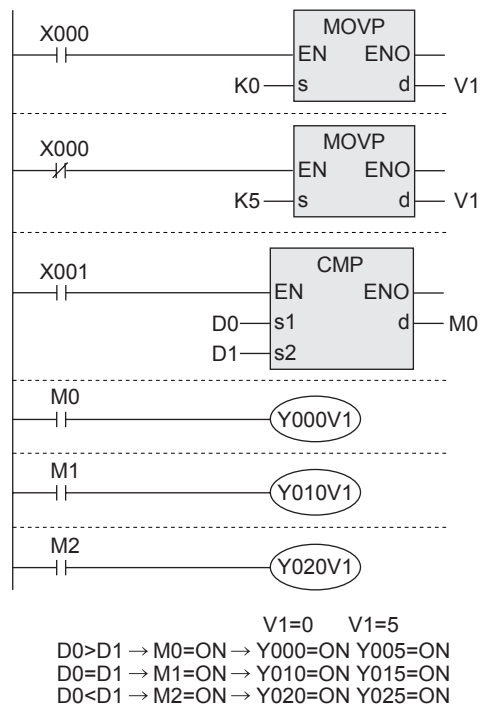 X000
MOVP
EN ENO
K0 s d V1
X000
MOVP
EN ENO
K5 s d V1
X001
CMP
EN ENO
D0 s1 d M0
D1 s2
M0
Y000V1
M1
Y010V1
M2
Y020V1
V1=0 V1=5
D0>D1 → M0=ON → Y000=ON Y005=ON
D0=D1 → M1=ON → Y010=ON Y015=ON
D0<D1 → M2=ON → Y020=ON Y025=ON